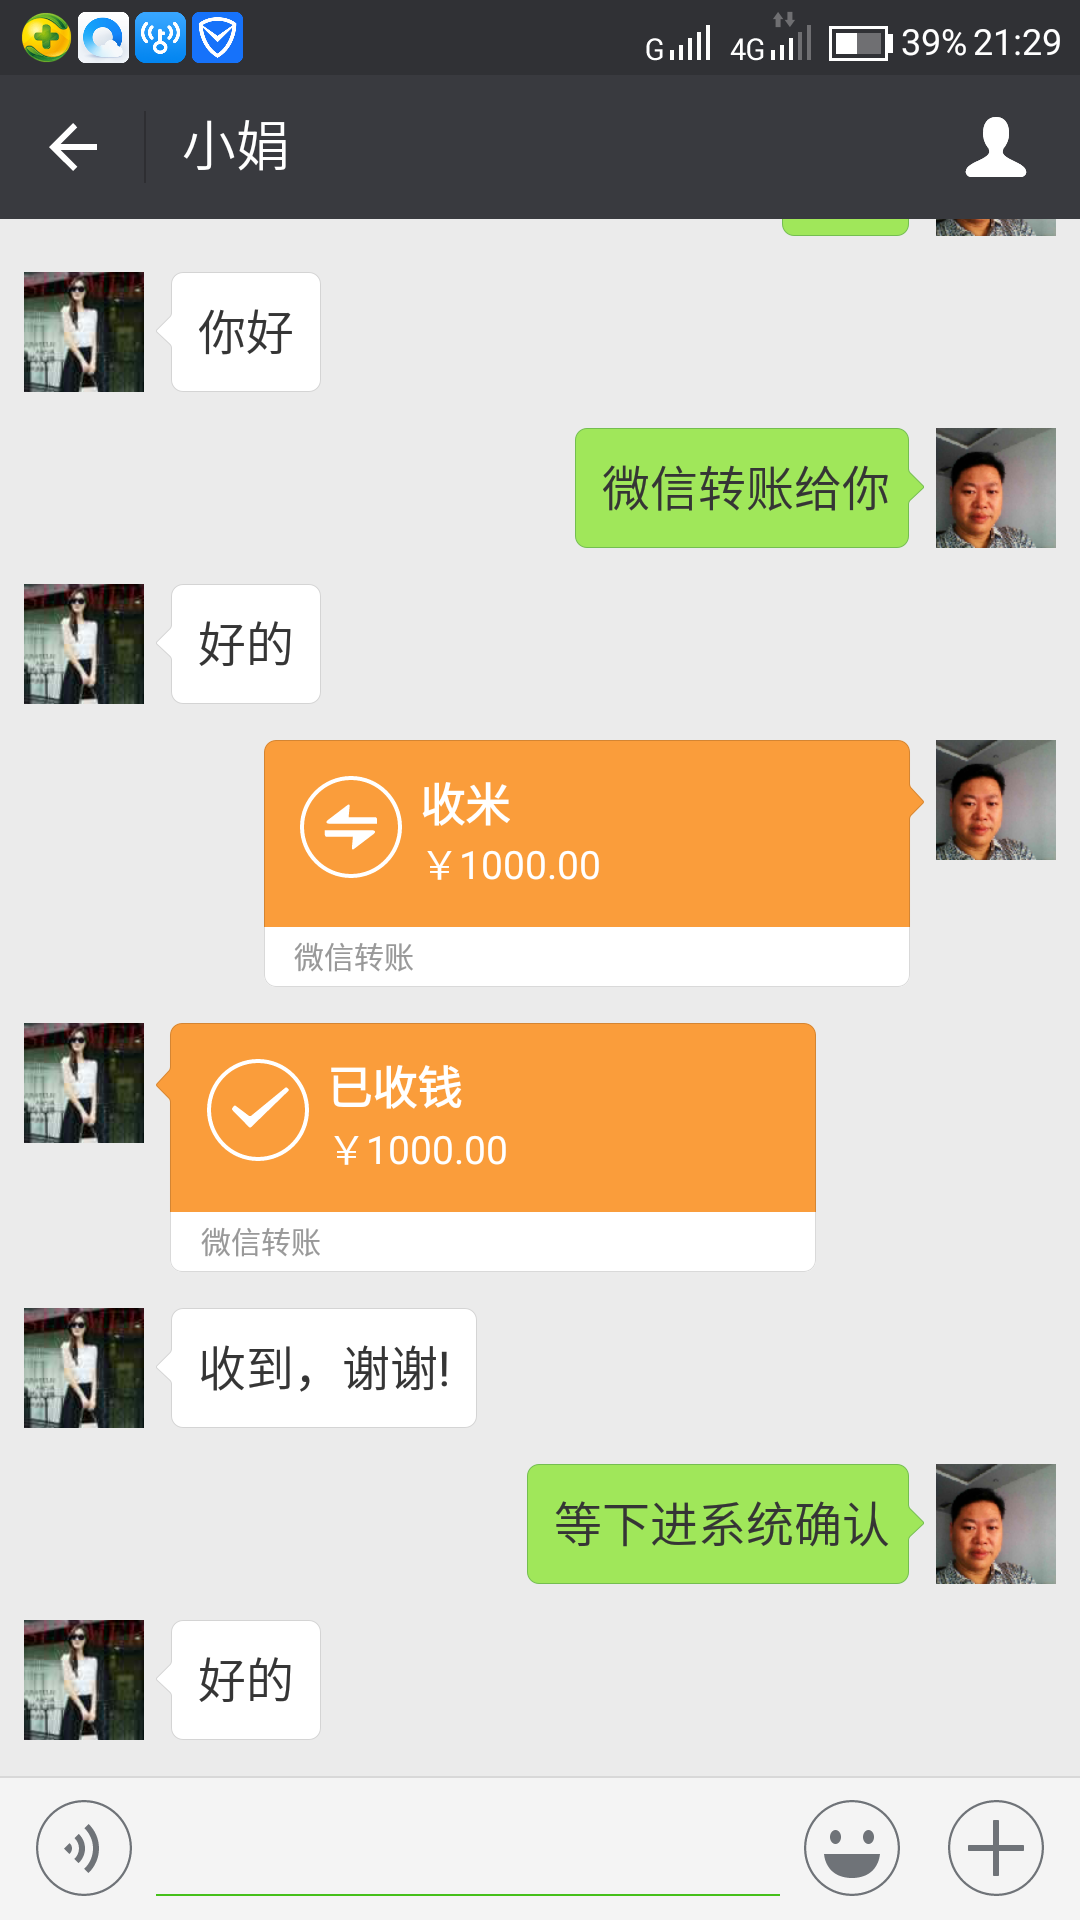 G 4G 39% 21:29
小娟
你好
微信转账给你
好的
收米
￥1000.00
微信转账
已收钱
￥1000.00
微信转账
收到，谢谢!
等下进系统确认
好的